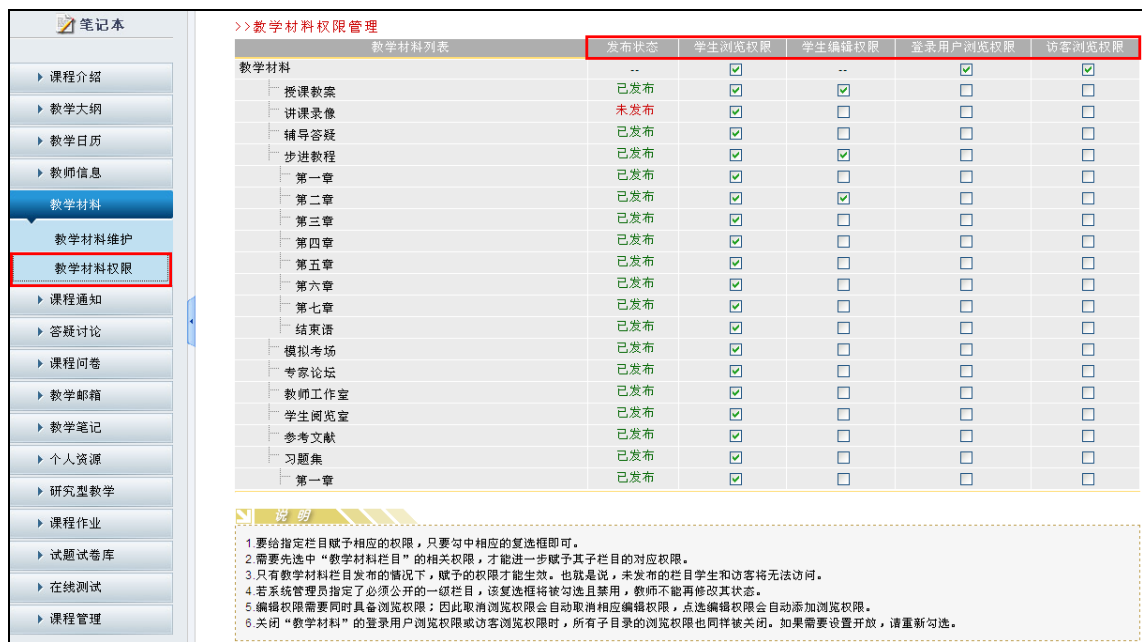 笔记本
>>教学材料权限管理
教学材料列表 发布状态 学生浏览权限 学生编辑权限 登录用户浏览权限 访客浏览权限
教学材料 -- --
授课教案 已发布
讲课录像 未发布
辅导答疑 已发布
步进教程 已发布
第一章 已发布
第二章 已发布
第三章 已发布
第四章 已发布
第五章 已发布
第六章 已发布
第七章 已发布
结束语 已发布
模拟考场 已发布
专家论坛 已发布
教师工作室 已发布
学生阅览室 已发布
参考文献 已发布
习题集 已发布
第一章 已发布
课程介绍
教学大纲
教学日历
教师信息
教学材料
教学材料维护
教学材料权限
课程通知
答疑讨论
课程问卷
教学邮箱
教学笔记
个人资源
研究型教学
课程作业
试题试卷库
在线测试
课程管理
说 明
1.要给指定栏目赋予相应的权限，只要勾中相应的复选框即可。
2.需要先选中“教学材料栏目”的相关权限，才能进一步赋予其子栏目的对应权限。
3.只有教学材料栏目发布的情况下，赋予的权限才能生效。也就是说，未发布的栏目学生和访客将无法访问。
4.若系统管理员指定了必须公开的一级栏目，该复选框将被勾选且禁用，教师不能再修改其状态。
5.编辑权限需要同时具备浏览权限；因此取消浏览权限会自动取消相应编辑权限，点选编辑权限会自动添加浏览权限。
6.关闭“教学材料”的登录用户浏览权限或访客浏览权限时，所有子目录的浏览权限也同样被关闭。如果需要设置开放，请重新勾选。